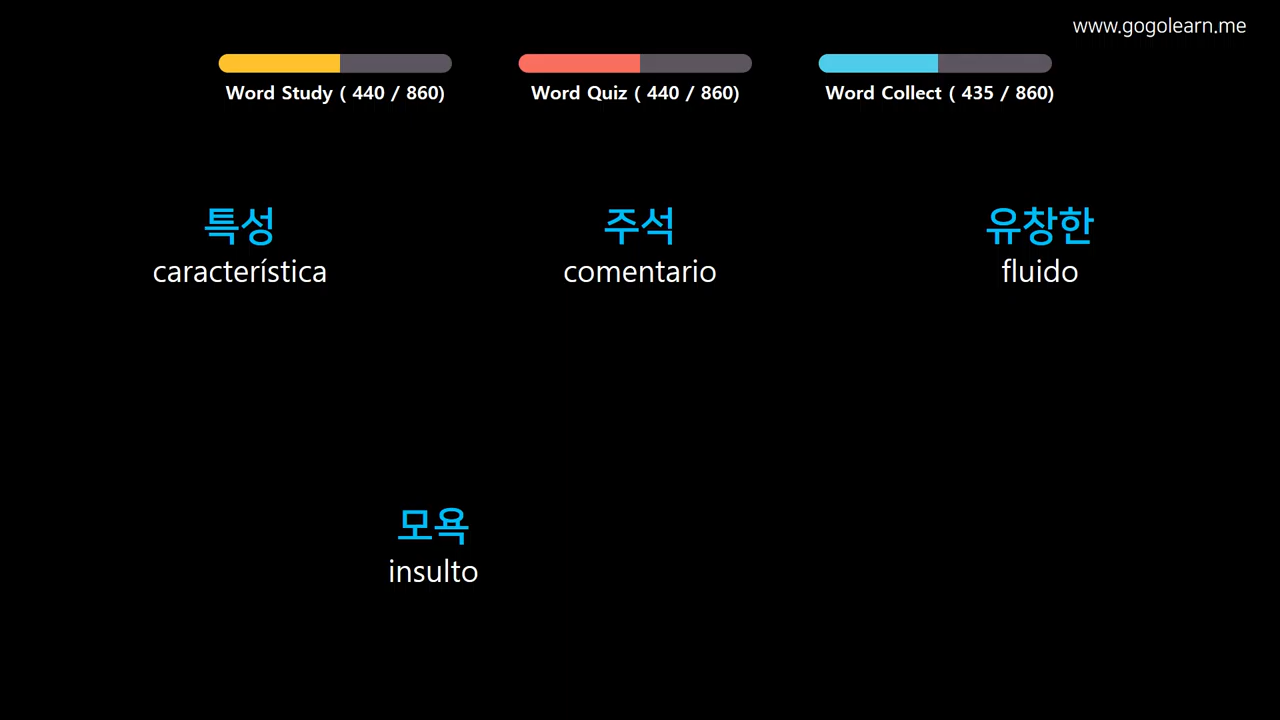 www.gogolearn.me
Word Study ( 440 / 860)
Word Quiz ( 440 / 860)
Word Collect ( 435 / 860)
특성
característica
주석
comentario
유창한
fluido
모욕
insulto